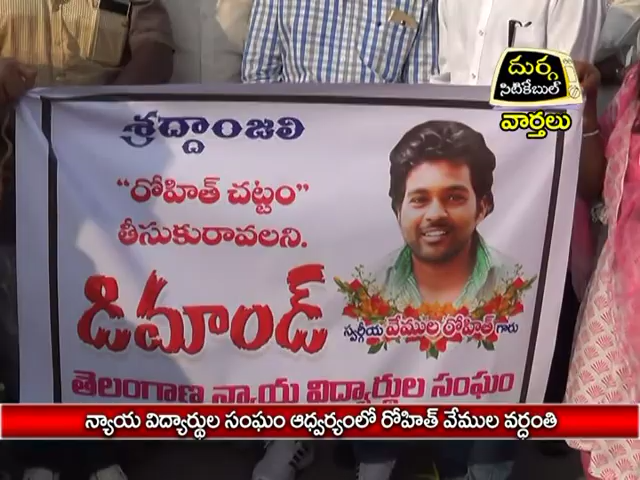 దుర్గ
సిటికేబుల్
వార్తలు
శ్రద్ధాంజలి
"రోహిత్ చట్టం"
తీసుకురావలని.
డిమాండ్
స్వర్గీయ వేముల రోహిత్ గారు
తెలంగాణ న్యాయ విద్యార్థుల సంఘం
న్యాయ విద్యార్థుల సంఘం ఆధ్వర్యంలో రోహిత్ వేముల వర్ధంతి